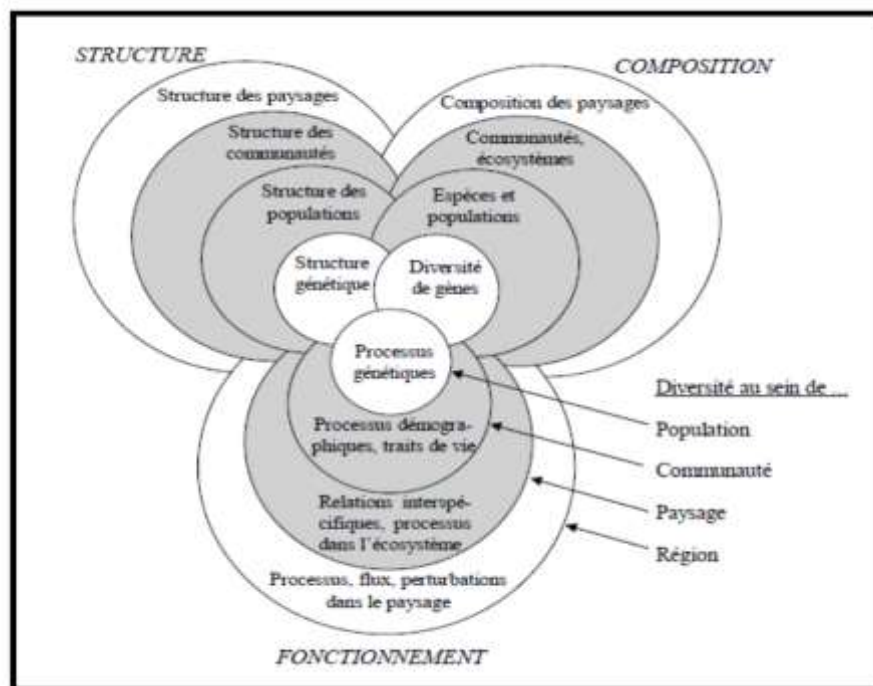 STRUCTURE
COMPOSITION
Structure des paysages
Composition des paysages
Structure des
communautés
Communautés,
écosystèmes
Structure des
populations
Espèces et
populations
Structure
génétique
Diversité
de gènes
Processus
génétiques
Processus démogra-
phiques, traits de vie
Relations interspé-
cifiques, processus
dans l'écosystème
Processus, flux, perturbations
dans le paysage
Diversité au sein de ...
Population
Communauté
Paysage
Région
FONCTIONNEMENT